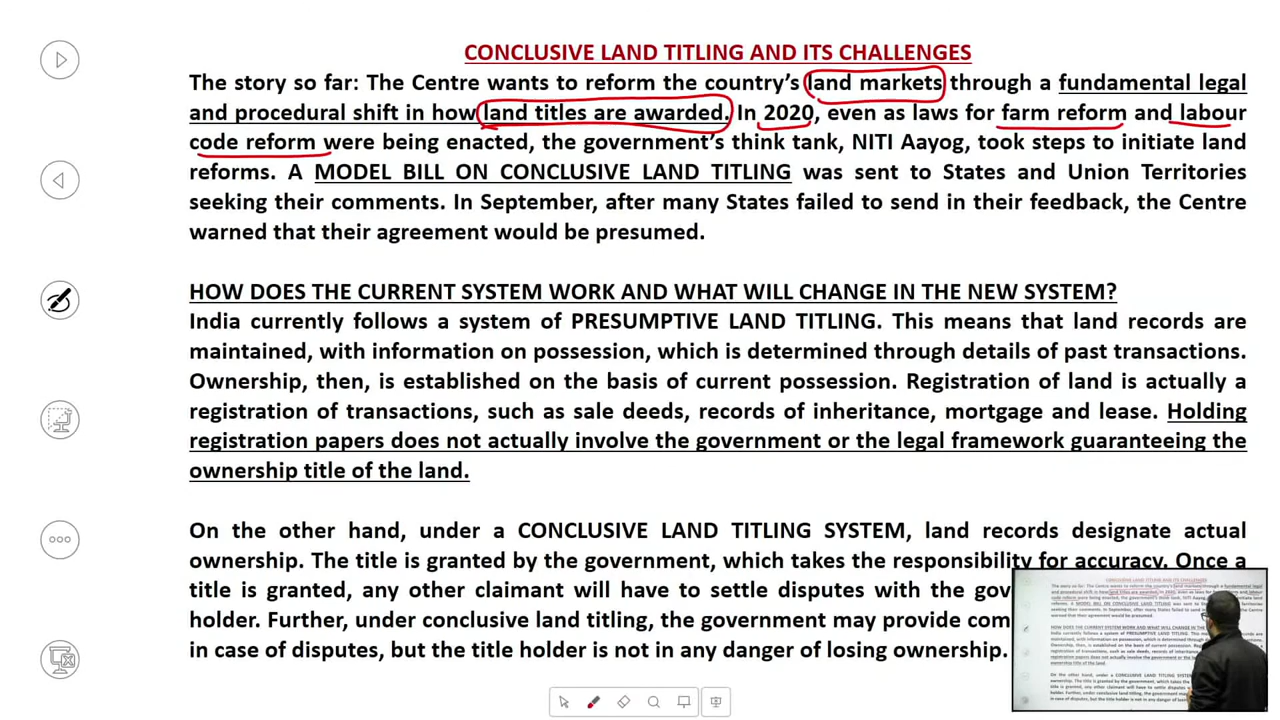 CONCLUSIVE LAND TITLING AND ITS CHALLENGES
The story so far: The Centre wants to reform the country's land markets through a fundamental legal
and procedural shift in how land titles are awarded. In 2020, even as laws for farm reform and labour
code reform were being enacted, the government's think tank, NITI Aayog, took steps to initiate land
reforms. A MODEL BILL ON CONCLUSIVE LAND TITLING was sent to States and Union Territories
seeking their comments. In September, after many States failed to send in their feedback, the Centre
warned that their agreement would be presumed.
HOW DOES THE CURRENT SYSTEM WORK AND WHAT WILL CHANGE IN THE NEW SYSTEM?
India currently follows a system of PRESUMPTIVE LAND TITLING. This means that land records are
maintained, with information on possession, which is determined through details of past transactions.
Ownership, then, is established on the basis of current possession. Registration of land is actually a
registration of transactions, such as sale deeds, records of inheritance, mortgage and lease. Holding
registration papers does not actually involve the government or the legal framework guaranteeing the
ownership title of the land.
On the other hand, under a CONCLUSIVE LAND TITLING SYSTEM, land records designate actual
ownership. The title is granted by the government, which takes the responsibility for accuracy. Once a
title is granted, any other claimant will have to settle disputes with the gov
holder. Further, under conclusive land titling, the government may provide com
in case of disputes, but the title holder is not in any danger of losing ownership.